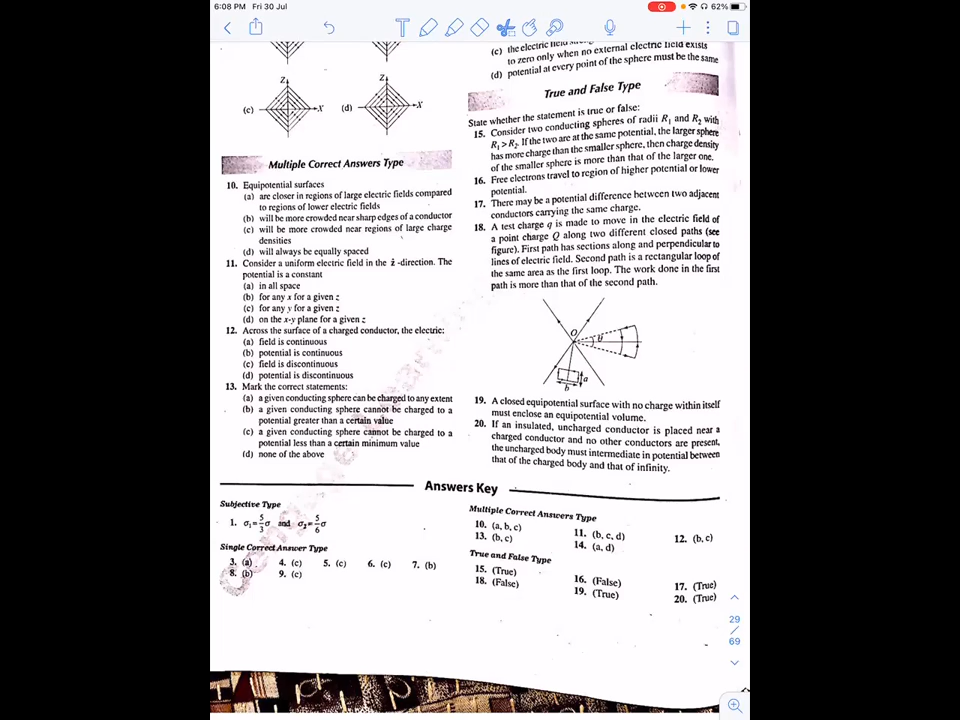 6:08 PM Fri 30 Jul
62%
Z
X
(c)
(d)
Z
X
Multiple Correct Answers Type
10. Equipotential surfaces
(a) are closer in regions of large electric fields compared
to regions of lower electric fields
(b) will be more crowded near sharp edges of a conductor
(c) will be more crowded near regions of large charge
densities
(d) will always be equally spaced
11. Consider a uniform electric field in the ẑ-direction. The
potential is a constant
(a) in all space
(b) for any x for a given z
(c) for any y for a given z
(d) on the x-y plane for a given z
12. Across the surface of a charged conductor, the electric:
(a) field is continuous
(b) potential is continuous
(c) field is discontinuous
(d) potential is discontinuous
13. Mark the correct statements:
(a) a given conducting sphere can be charged to any extent
(b) a given conducting sphere cannot be charged to a
potential greater than a certain value
(c) a given conducting sphere cannot be charged to a
potential less than a certain minimum value
(d) none of the above
(c) the electric field
exists
to zero only when no external electric field
(d) potential at every point of the sphere must be the same
True and False Type
State whether the statement is true or false:
15. Consider two conducting spheres of radii R₁ and R₂ with
R₁ > R₂. If the two are at the same potential, the larger sphere
has more charge than the smaller sphere, then charge density
of the smaller sphere is more than that of the larger one.
16. Free electrons travel to region of higher potential or lower
potential.
17. There may be a potential difference between two adjacent
conductors carrying the same charge.
18. A test charge q is made to move in the electric field of
a point charge Q along two different closed paths (see
figure). First path has sections along and perpendicular to
lines of electric field. Second path is a rectangular loop of
the same area as the first loop. The work done in the first
path is more than that of the second path.
a
b
19. A closed equipotential surface with no charge within itself
must enclose an equipotential volume.
20. If an insulated, uncharged conductor is placed near a
charged conductor and no other conductors are present,
the uncharged body must intermediate in potential between
that of the charged body and that of infinity.
Answers Key
Subjective Type
1. σ₁=5/3σ and σ₂=5/6σ
Single Correct Answer Type
3. (a) 4. (c) 5. (c) 6. (c) 7. (b)
8. (b) 9. (c)
Multiple Correct Answers Type
10. (a, b, c) 11. (b, c, d) 12. (b, c)
13. (b, c) 14. (a, d)
True and False Type
15. (True) 16. (False) 17. (True)
18. (False) 19. (True) 20. (True)
29
/
69